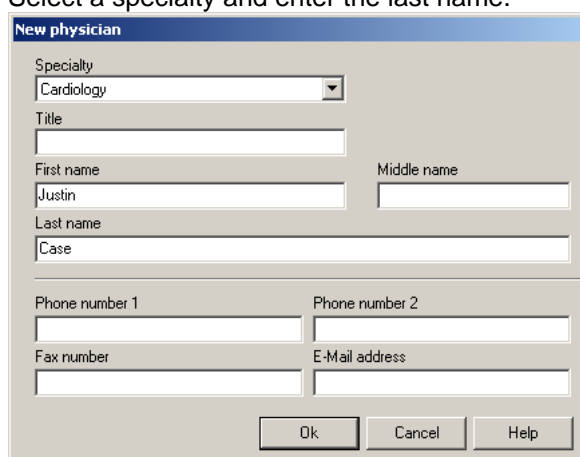 Select a specialty and enter the last name.
New physician
Specialty
Cardiology
Title
First name Middle name
Justin
Last name
Case
Phone number 1 Phone number 2
Fax number E-Mail address
Ok Cancel Help